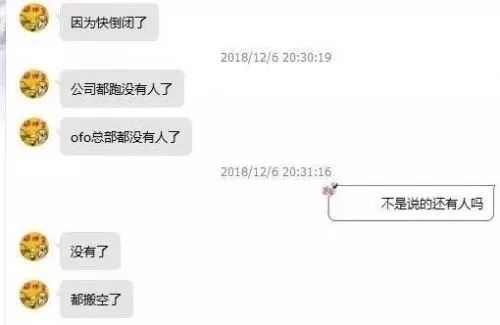 因为快倒闭了
2018/12/6 20:30:19
公司都跑没有人了
ofo总部都没有人了
2018/12/6 20:31:16
不是说的还有人吗
没有了
都搬空了